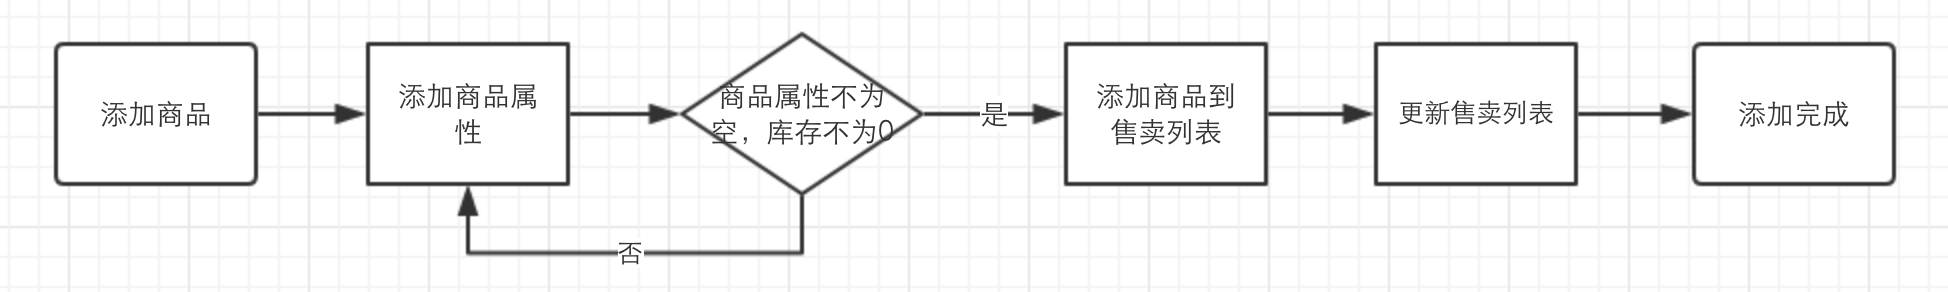 添加商品
添加商品属
性
商品属性不为
空，库存不为0
是
添加商品到
售卖列表
更新售卖列表
添加完成
否